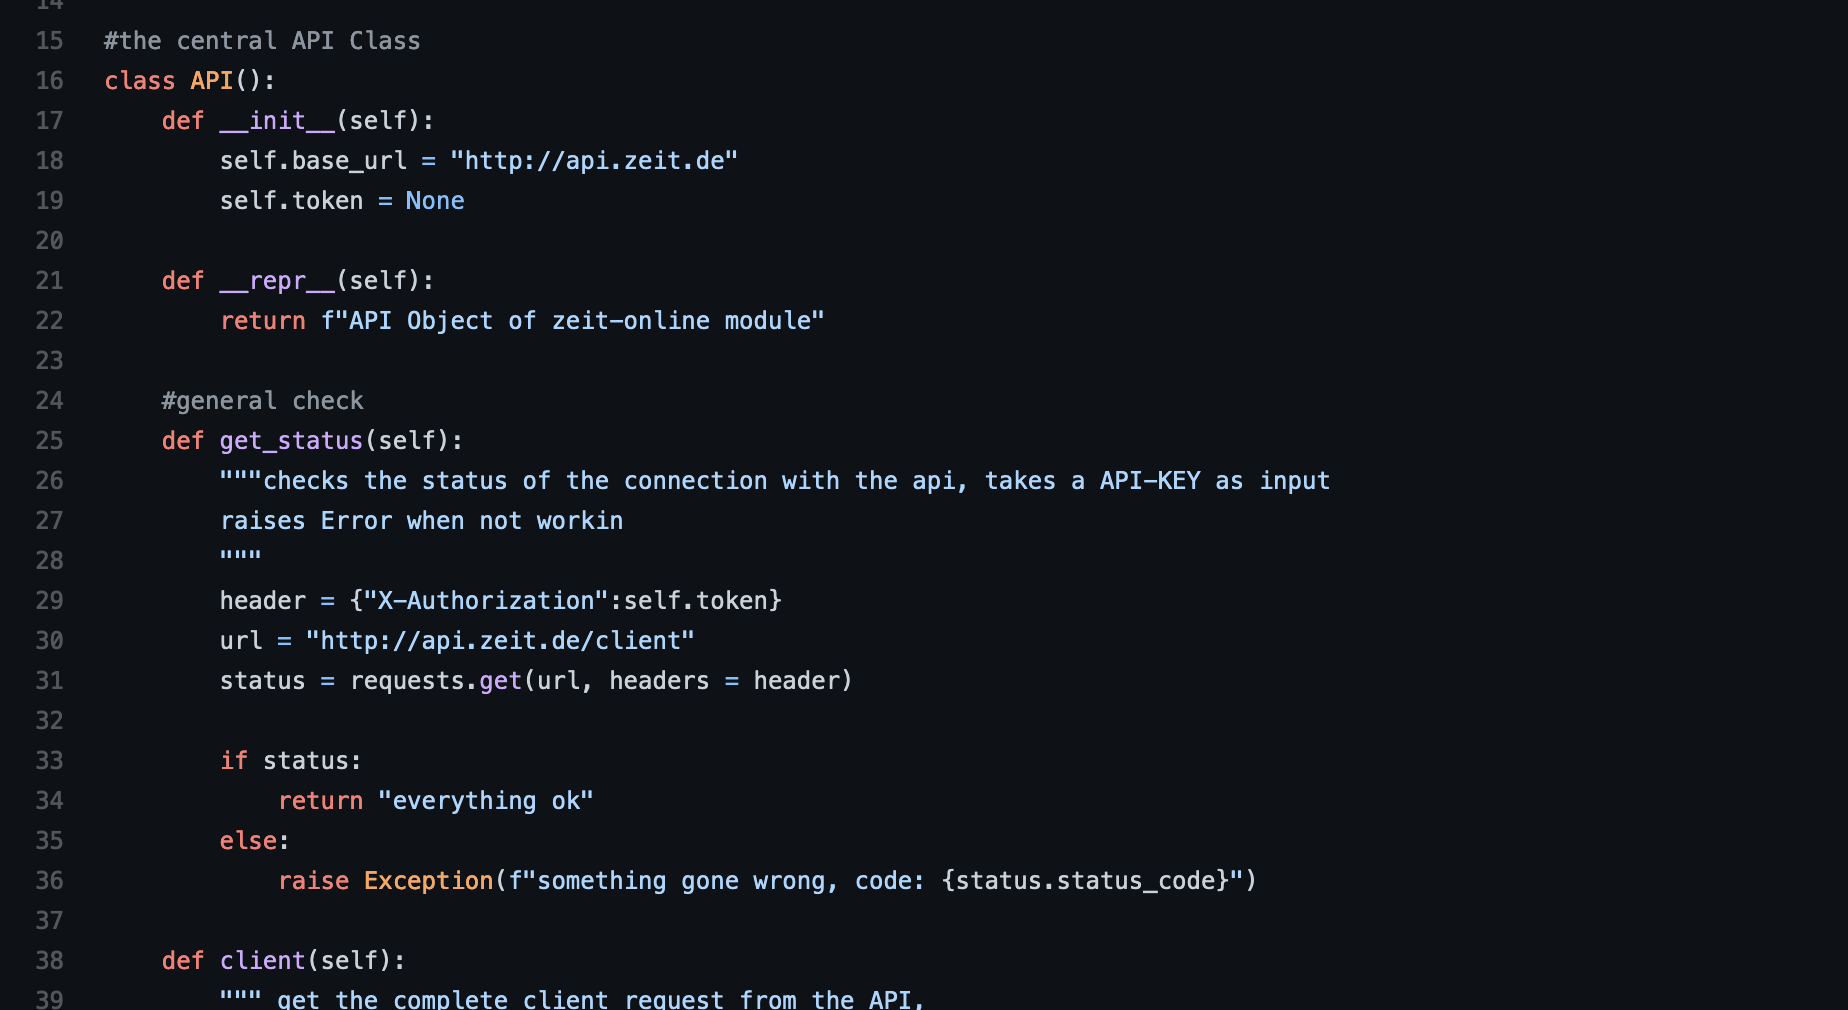 14
15 #the central API Class
16 class API():
17     def __init__(self):
18         self.base_url = "http://api.zeit.de"
19         self.token = None
20
21     def __repr__(self):
22         return f"API Object of zeit-online module"
23
24     #general check
25     def get_status(self):
26         """checks the status of the connection with the api, takes a API-KEY as input
27         raises Error when not workin
28         """
29         header = {"X-Authorization":self.token}
30         url = "http://api.zeit.de/client"
31         status = requests.get(url, headers = header)
32
33         if status:
34             return "everything ok"
35         else:
36             raise Exception(f"something gone wrong, code: {status.status_code}")
37
38     def client(self):
39         """ get the complete client request from the API,